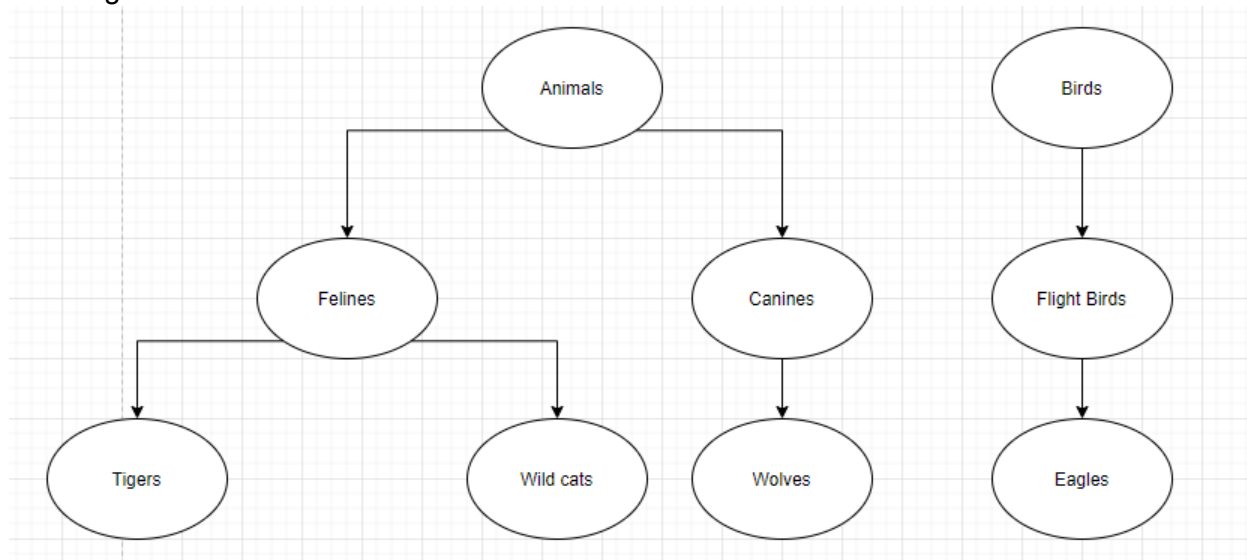 Animals
Birds
Felines
Canines
Flight Birds
Tigers
Wild cats
Wolves
Eagles